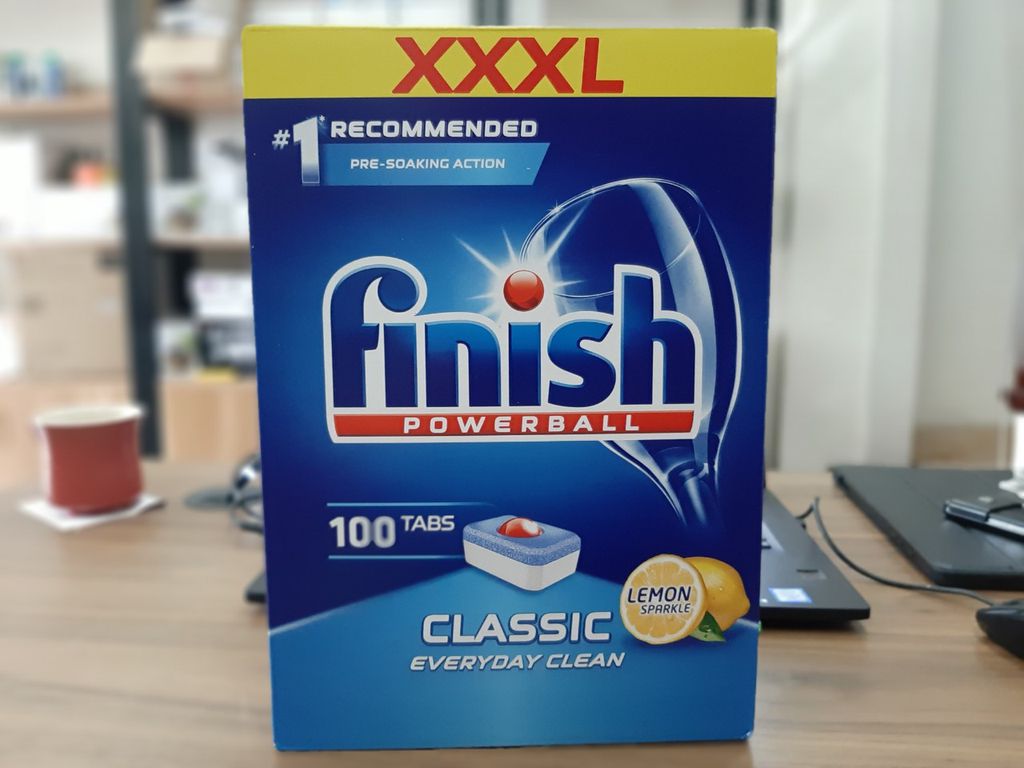 XXXL
#1* RECOMMENDED
PRE-SOAKING ACTION
finish
POWERBALL
100 TABS
LEMON
SPARKLE
CLASSIC
EVERYDAY CLEAN